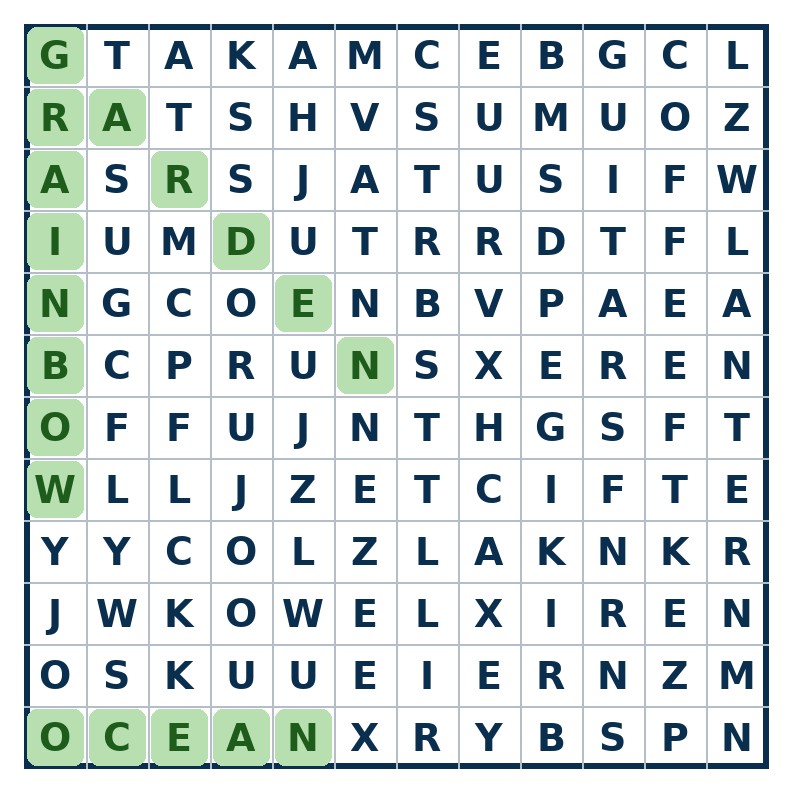 G T A K A M C E B G C L
R A T S H V S U M U O Z
A S R S J A T U S I F W
I U M D U T R R D T F L
N G C O E N B V P A E A
B C P R U N S X E R E N
O F F U J N T H G S F T
W L L J Z E T C I F T E
Y Y C O L Z L A K N K R
J W K O W E L X I R E N
O S K U U E I E R N Z M
O C E A N X R Y B S P N